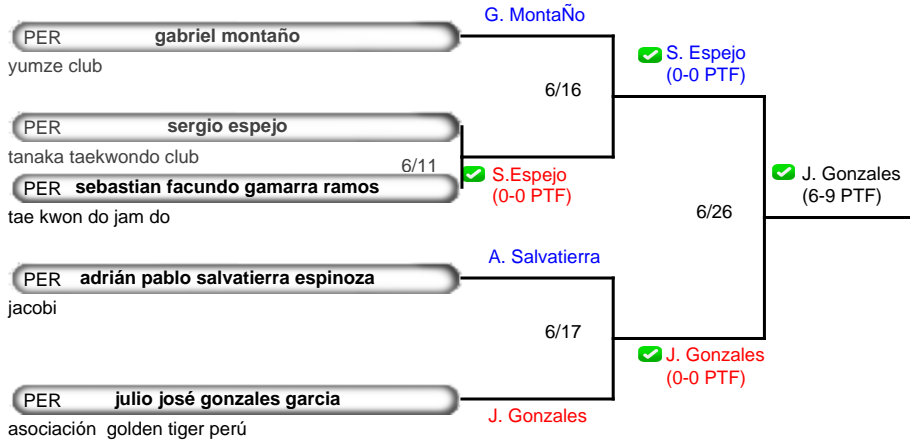 G. MontaÑo
PER gabriel montaño
yumze club
S. Espejo
(0-0 PTF)
6/16
PER sergio espejo
tanaka taekwondo club
6/11
S.Espejo
(0-0 PTF)
PER sebastian facundo gamarra ramos
tae kwon do jam do
J. Gonzales
(6-9 PTF)
6/26
A. Salvatierra
PER adrián pablo salvatierra espinoza
jacobi
6/17
J. Gonzales
(0-0 PTF)
PER julio josé gonzales garcia
J. Gonzales
asociación golden tiger perú